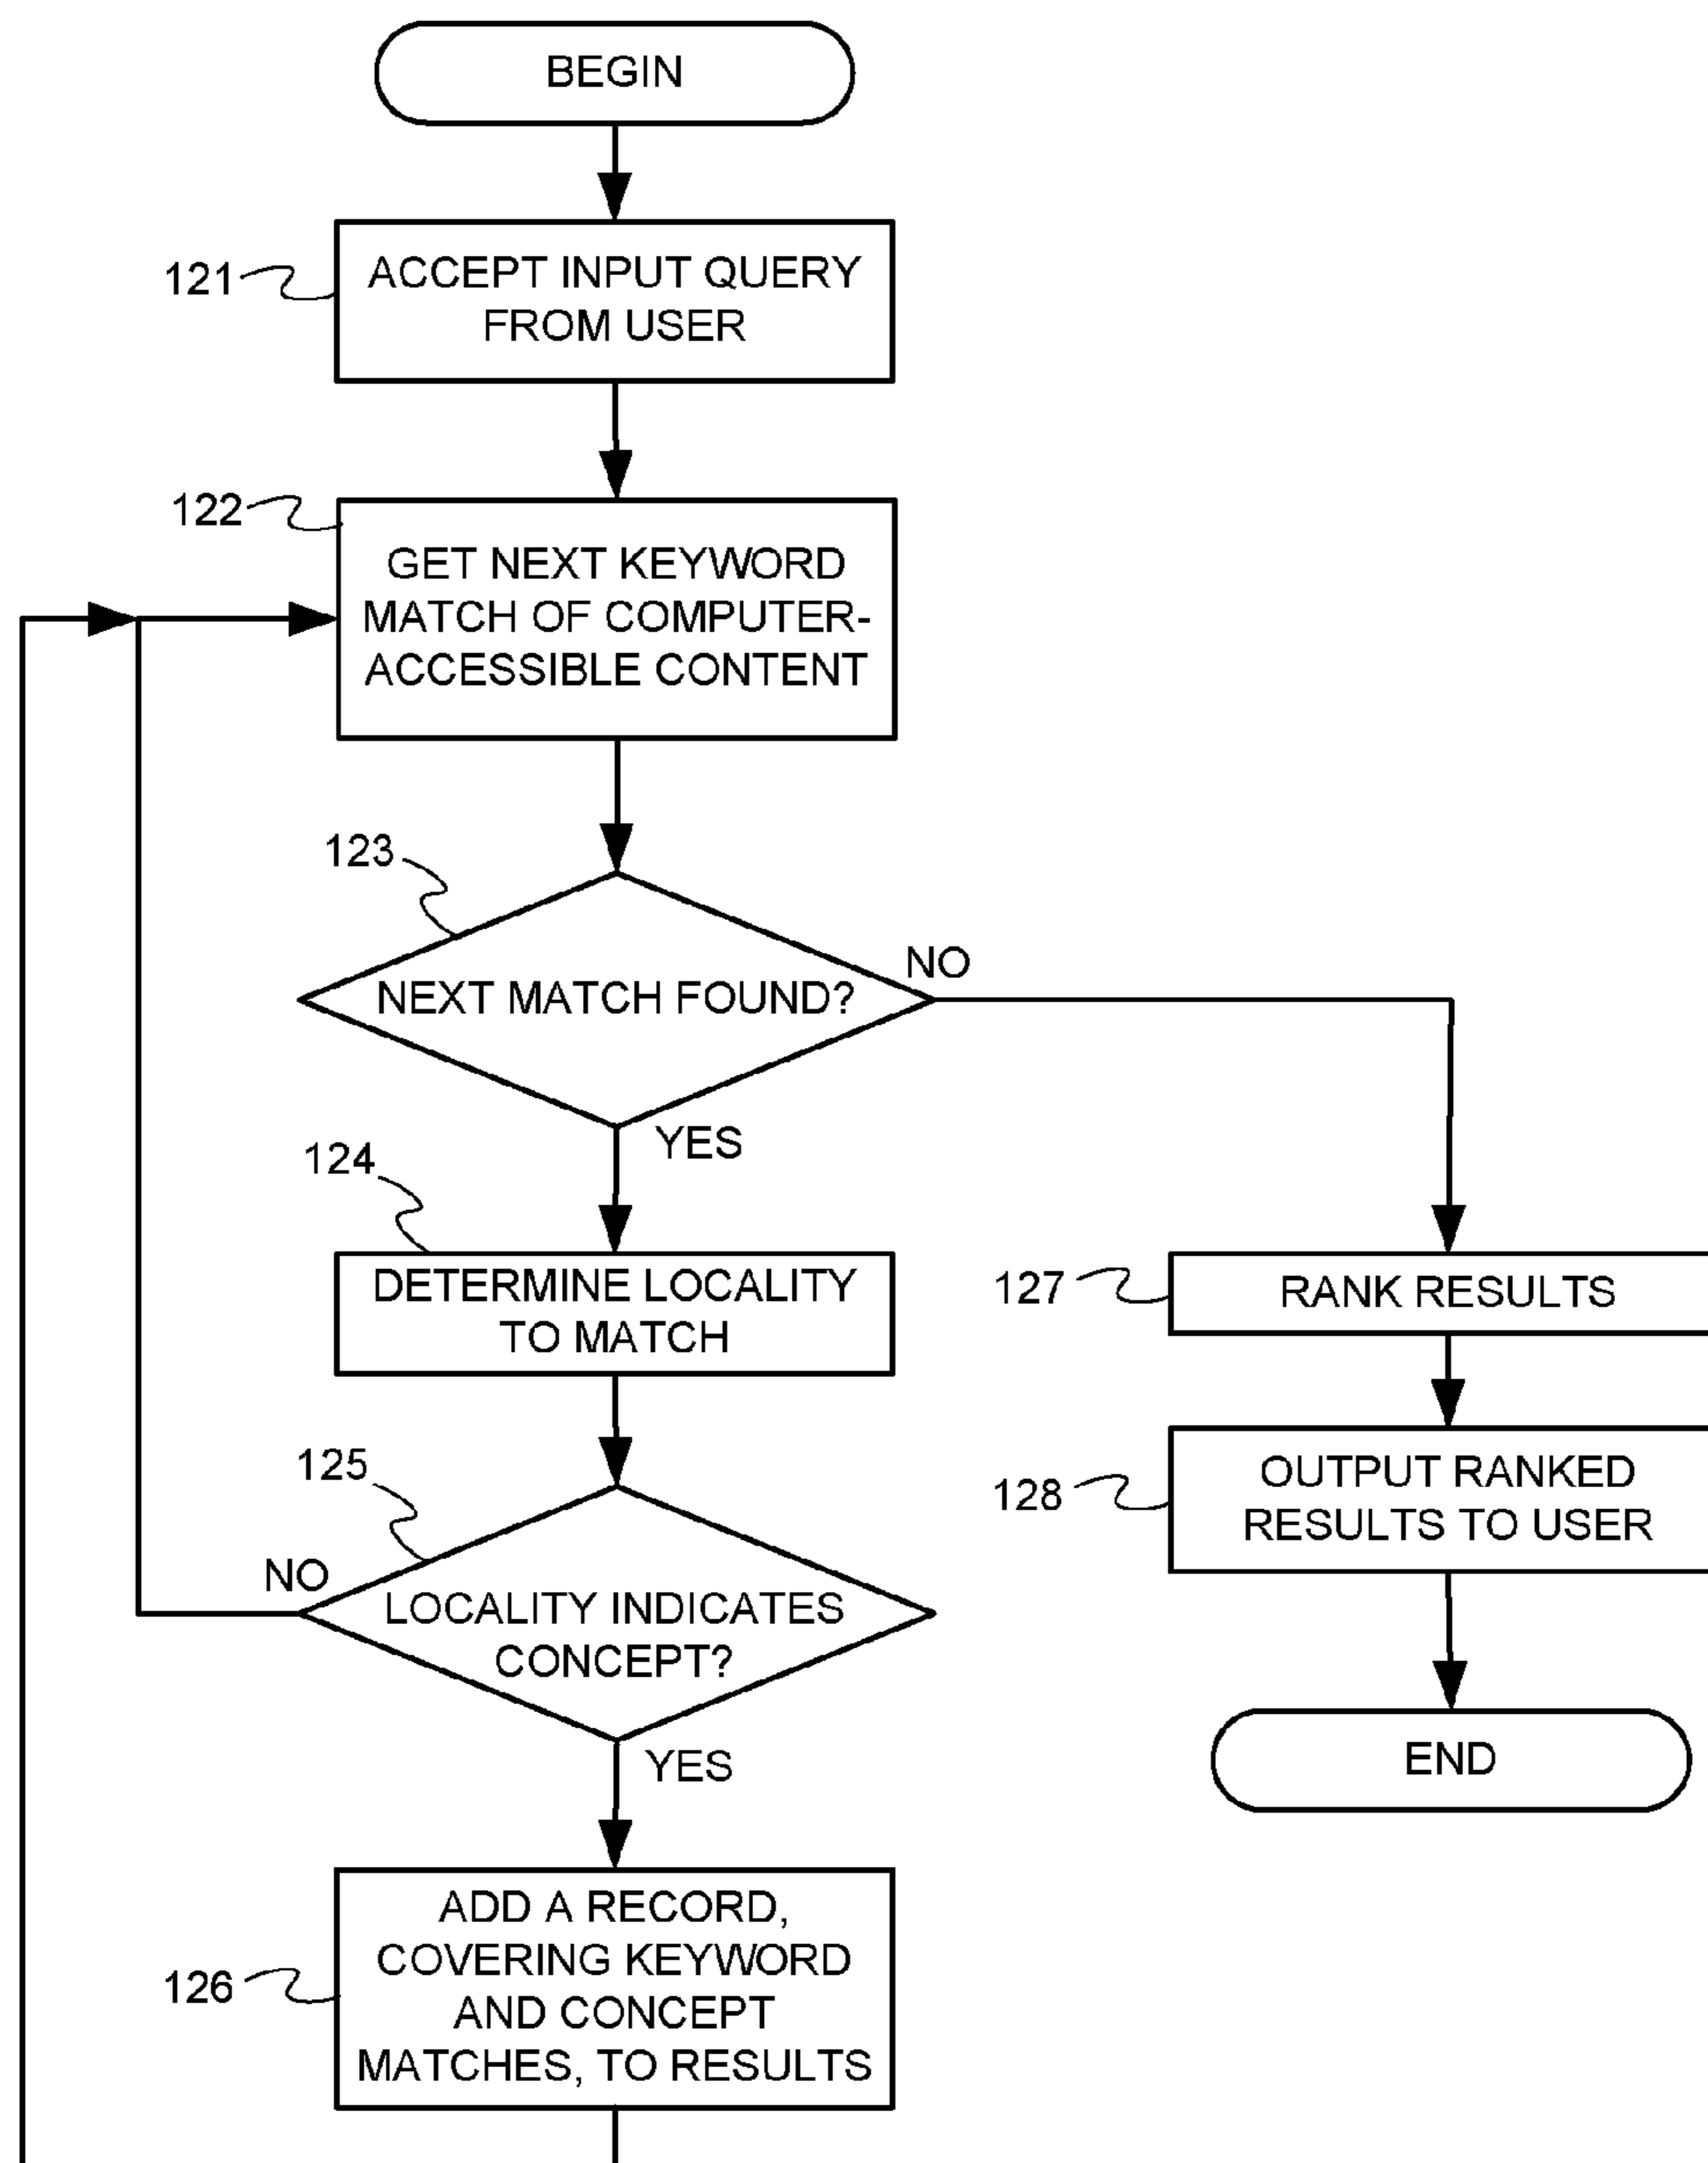 BEGIN
121
ACCEPT INPUT QUERY
FROM USER
122
GET NEXT KEYWORD
MATCH OF COMPUTER-
ACCESSIBLE CONTENT
123
NEXT MATCH FOUND?
NO
YES
124
DETERMINE LOCALITY
TO MATCH
127
RANK RESULTS
125
NO
LOCALITY INDICATES
CONCEPT?
YES
128
OUTPUT RANKED
RESULTS TO USER
END
126
ADD A RECORD,
COVERING KEYWORD
AND CONCEPT
MATCHES, TO RESULTS